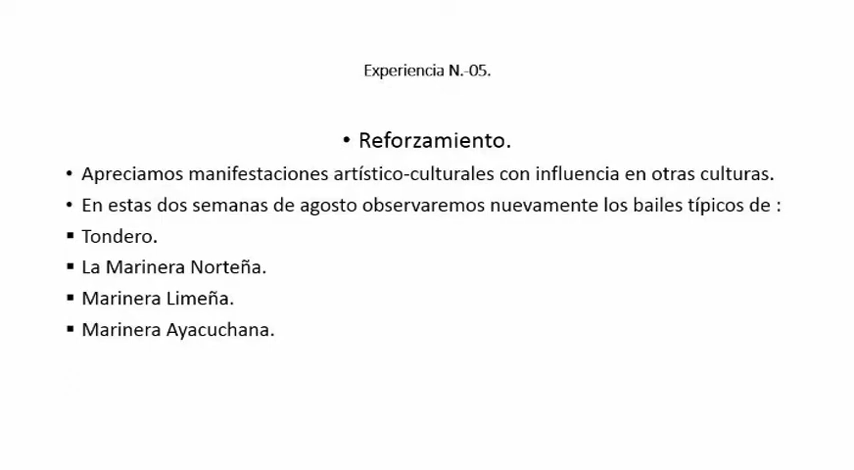 Experiencia N.-05.
• Reforzamiento.
• Apreciamos manifestaciones artístico-culturales con influencia en otras culturas.
• En estas dos semanas de agosto observaremos nuevamente los bailes típicos de :
▪ Tondero.
▪ La Marinera Norteña.
▪ Marinera Limeña.
▪ Marinera Ayacuchana.